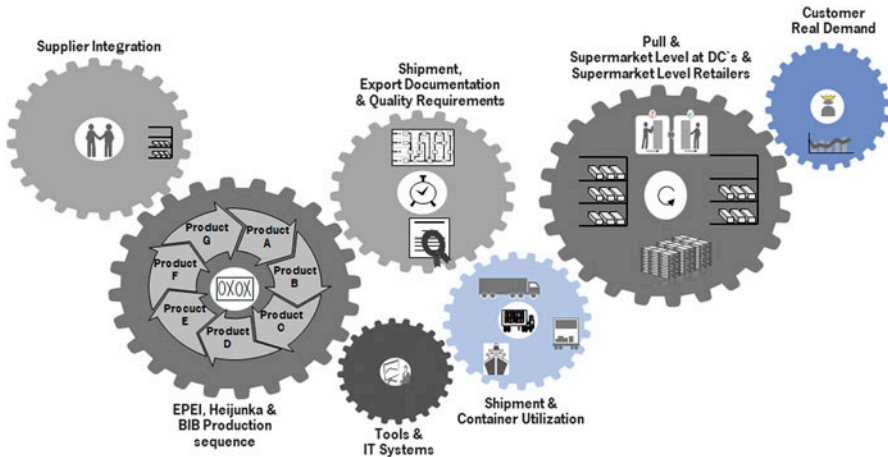 Supplier Integration
Shipment,
Export Documentation
& Quality Requirements
Pull &
Supermarket Level at DC`s &
Supermarket Level Retailers
Customer
Real Demand
Product
A
Product
B
Product
C
Product
D
Product
E
Product
F
Product
G
OXOX
EPEI, Heijunka &
BIB Production
sequence
Tools &
IT Systems
Shipment &
Container Utilization